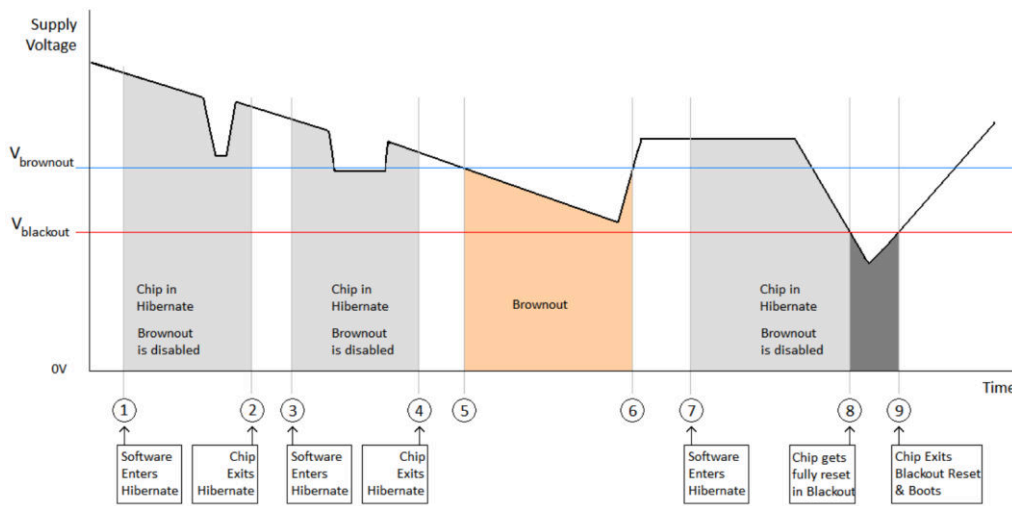 Supply
Voltage
Vbrownout
Vblackout
Chip in
Hibernate
Brownout
is disabled
Chip in
Hibernate
Brownout
is disabled
Brownout
Chip in
Hibernate
Brownout
is disabled
0V
Time
1 2 3 4 5 6 7 8 9
Software
Enters
Hibernate
Chip
Exits
Hibernate
Software
Enters
Hibernate
Chip
Exits
Hibernate
Software
Enters
Hibernate
Chip gets
fully reset
in Blackout
Chip Exits
Blackout Reset
& Boots